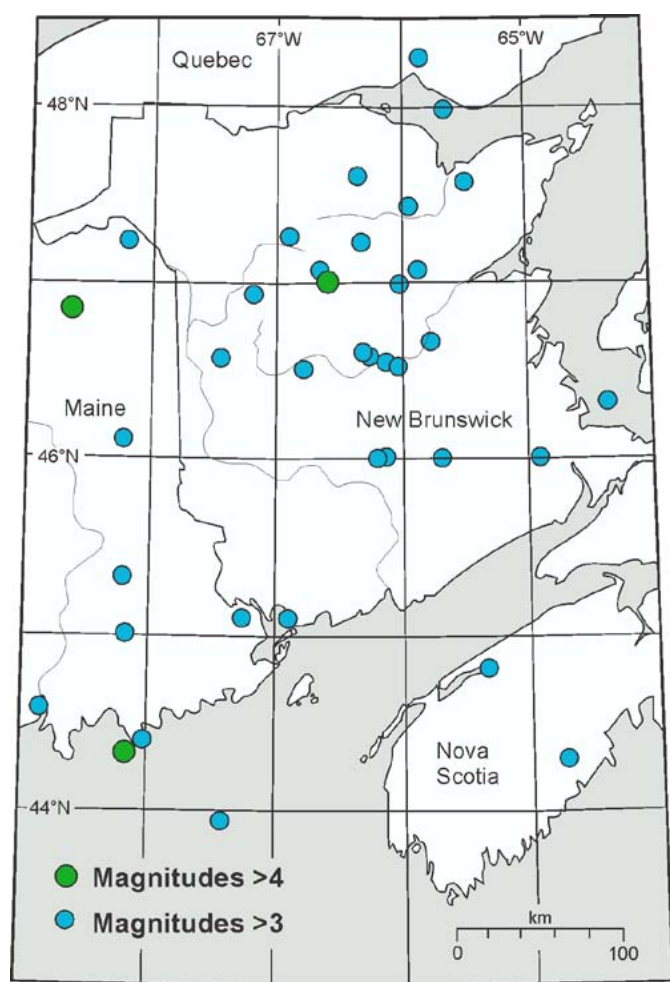 67°W
65°W
Quebec
48°N
Maine
New Brunswick
46°N
Nova
Scotia
44°N
Magnitudes >4
Magnitudes >3
km
0
100